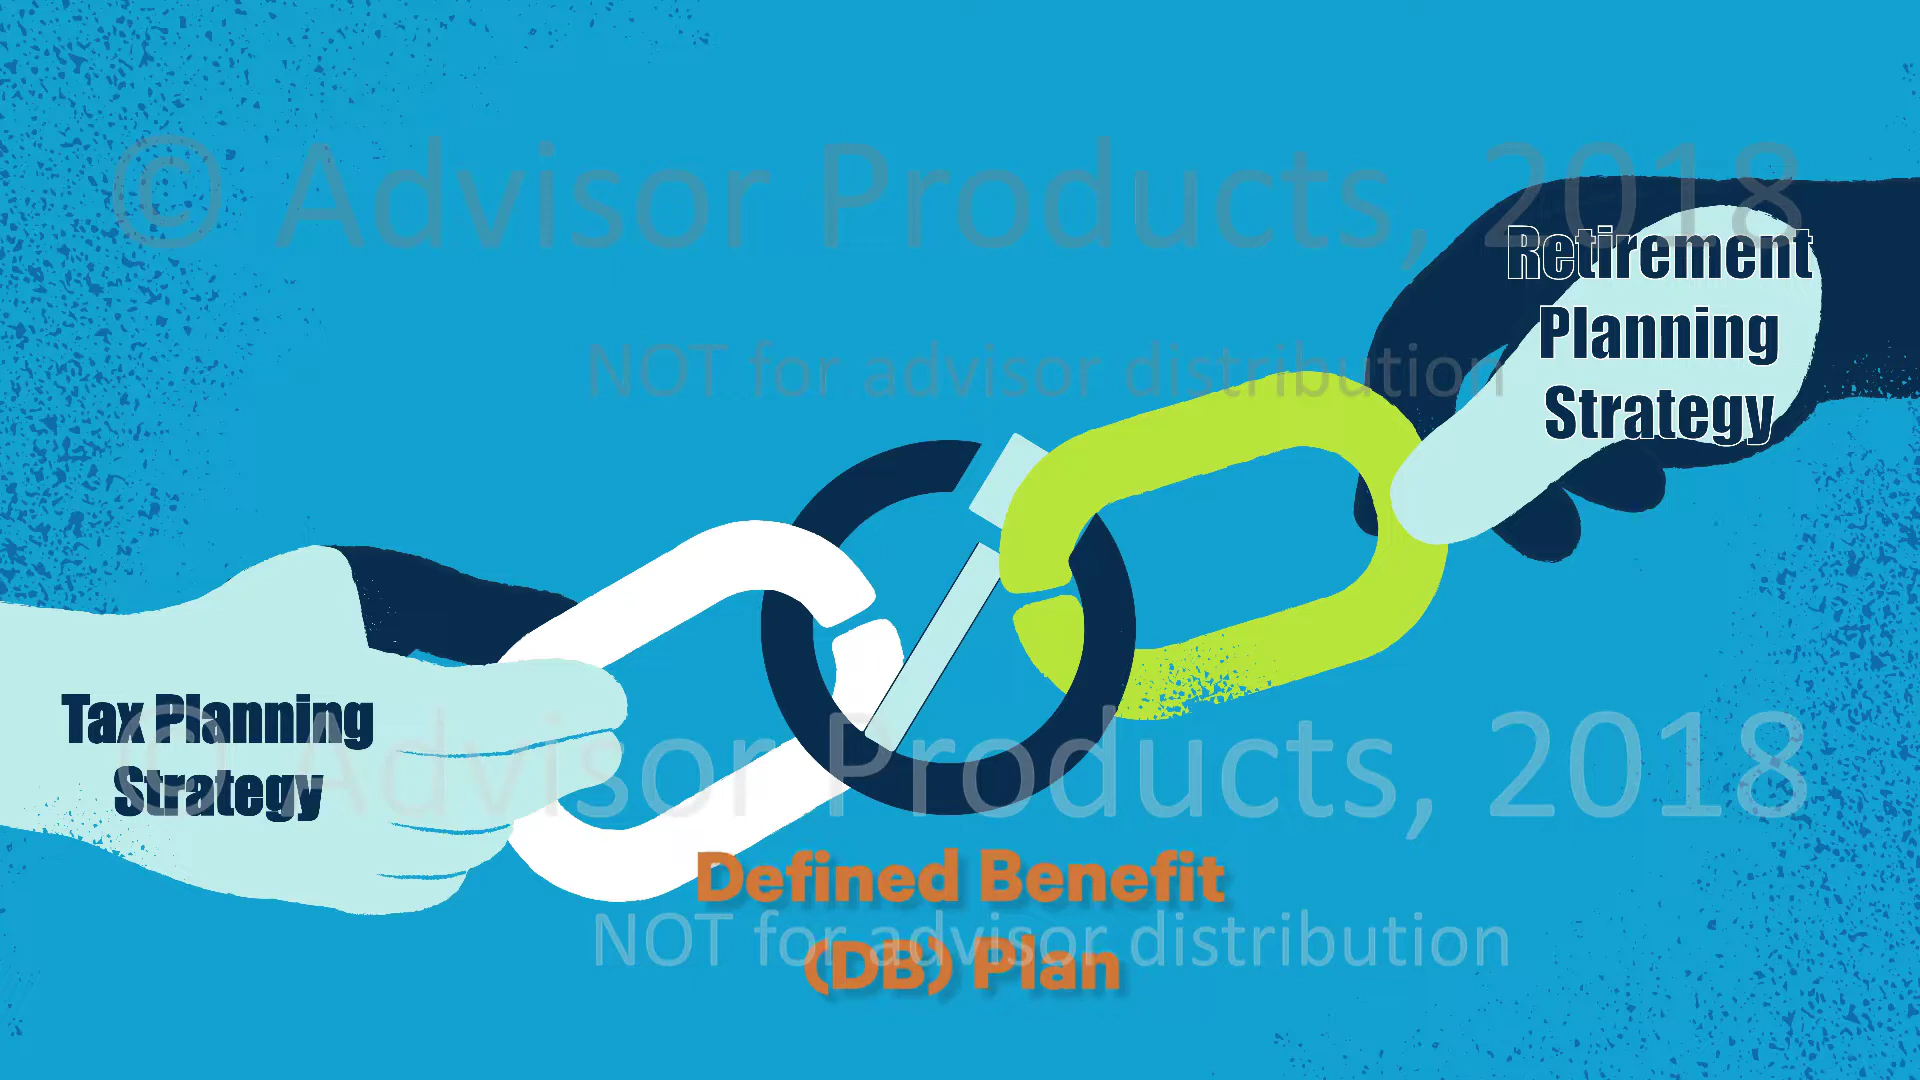 © Advisor Products, 2018
Retirement
Planning
Strategy
NOT for advisor distribution
Tax Planning
Strategy
© Advisor Products, 2018
Defined Benefit
(DB) Plan
NOT for advisor distribution